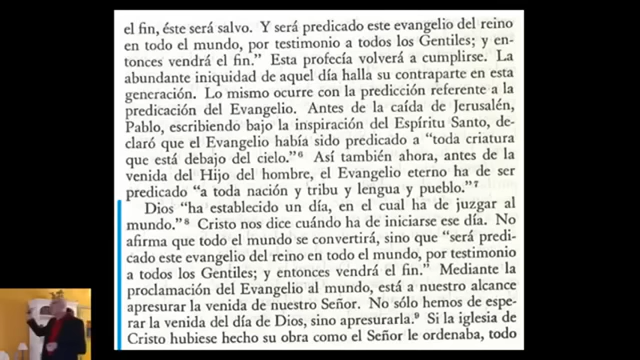 el fin, éste será salvo. Y será predicado este evangelio del reino
en todo el mundo, por testimonio a todos los Gentiles; y en-
tonces vendrá el fin.” Esta profecía volverá a cumplirse. La
abundante iniquidad de aquel día halla su contraparte en esta
generación. Lo mismo ocurre con la predicción referente a la
predicación del Evangelio. Antes de la caída de Jerusalén,
Pablo, escribiendo bajo la inspiración del Espíritu Santo, de-
claró que el Evangelio había sido predicado a “toda criatura
que está debajo del cielo.”⁶ Así también ahora, antes de la
venida del Hijo del hombre, el Evangelio eterno ha de ser
predicado “a toda nación y tribu y lengua y pueblo.”⁷
Dios “ha establecido un día, en el cual ha de juzgar al
mundo.”⁸ Cristo nos dice cuándo ha de iniciarse ese día. No
afirma que todo el mundo se convertirá, sino que “será predi-
cado este evangelio del reino en todo el mundo, por testimonio
a todos los Gentiles; y entonces vendrá el fin.” Mediante la
proclamación del Evangelio al mundo, está a nuestro alcance
apresurar la venida de nuestro Señor. No sólo hemos de espe-
rar la venida del día de Dios, sino apresurarla.⁹ Si la iglesia de
Cristo hubiese hecho su obra como el Señor le ordenaba, todo